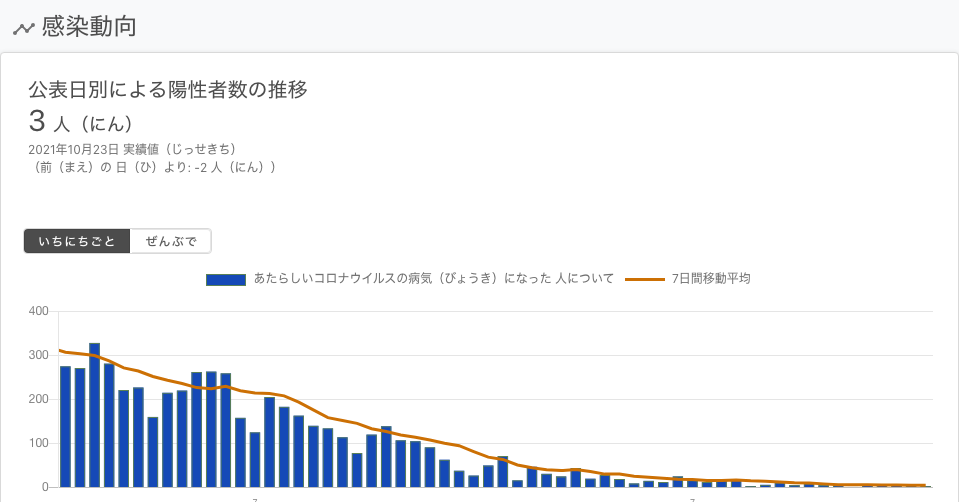 感染動向
公表日別による陽性者数の推移
3 人（にん）
2021年10月23日 実績値（じっせきち）
（前（まえ）の 日（ひ）より: -2 人（にん））
いちにちごと ぜんぶで
あたらしいコロナウイルスの病気（びょうき）になった 人について 7日間移動平均
400
300
200
100
0